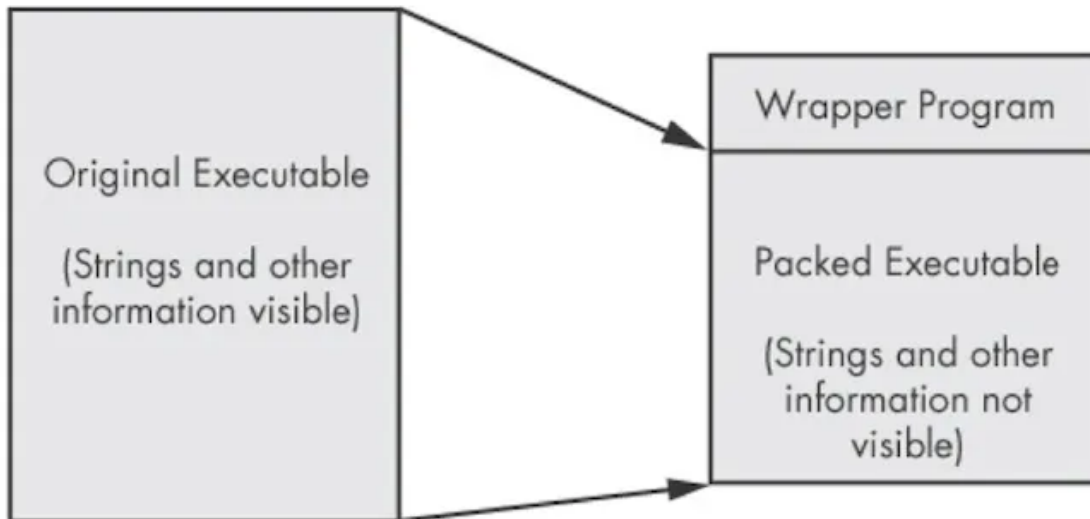 Original Executable
(Strings and other
information visible)
Wrapper Program
Packed Executable
(Strings and other
information not
visible)